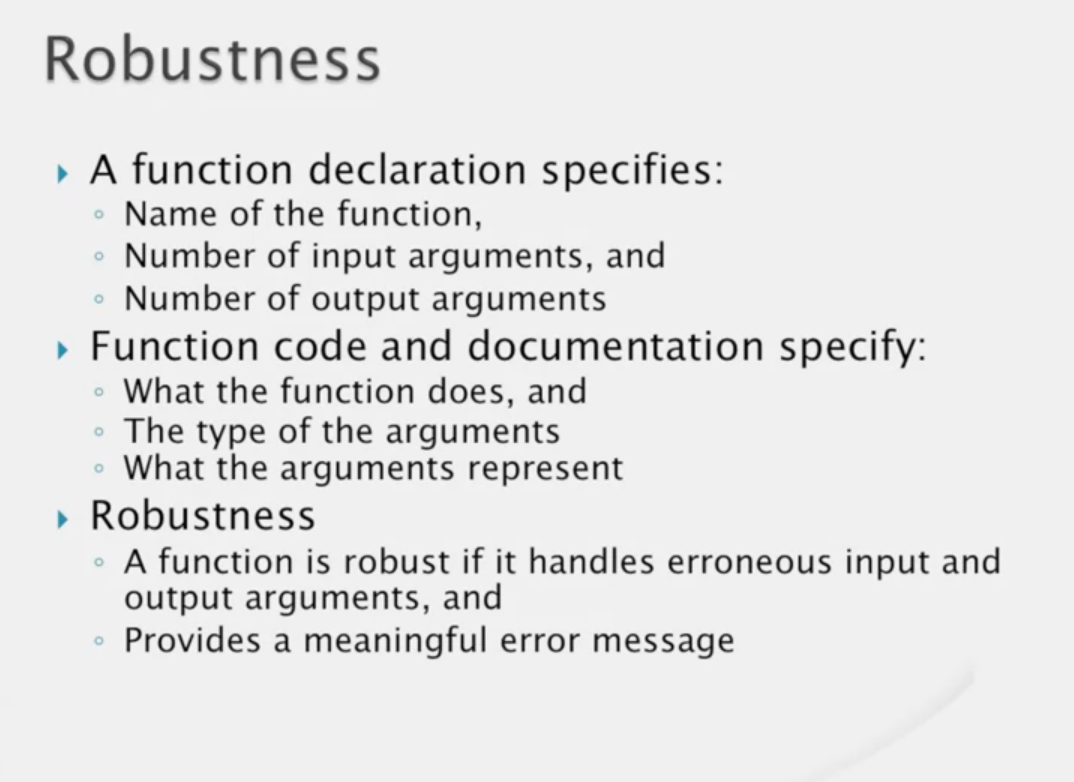 Robustness
A function declaration specifies:
Name of the function,
Number of input arguments, and
Number of output arguments
Function code and documentation specify:
What the function does, and
The type of the arguments
What the arguments represent
Robustness
A function is robust if it handles erroneous input and
output arguments, and
Provides a meaningful error message